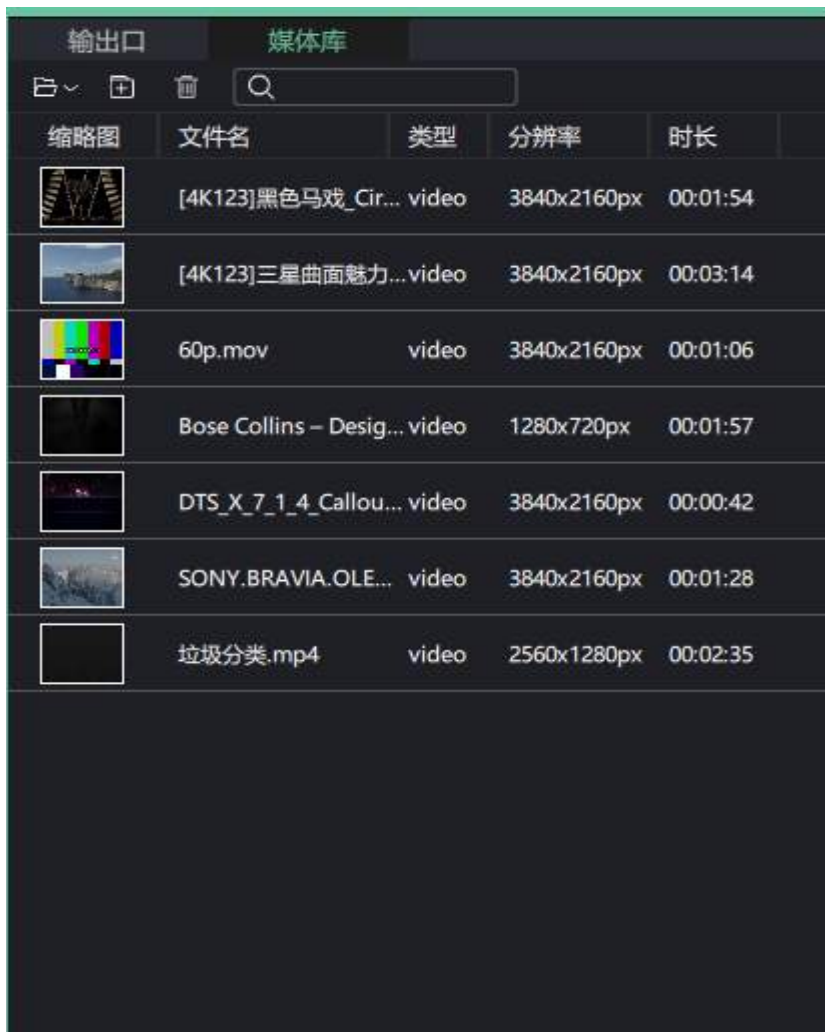 输出口 媒体库
缩略图 文件名 类型 分辨率 时长
[4K123]黑色马戏_Cir... video 3840x2160px 00:01:54
[4K123]三星曲面魅力... video 3840x2160px 00:03:14
60p.mov video 3840x2160px 00:01:06
Bose Collins – Desig... video 1280x720px 00:01:57
DTS_X_7_1_4_Callou... video 3840x2160px 00:00:42
SONY.BRAVIA.OLE... video 3840x2160px 00:01:28
垃圾分类.mp4 video 2560x1280px 00:02:35